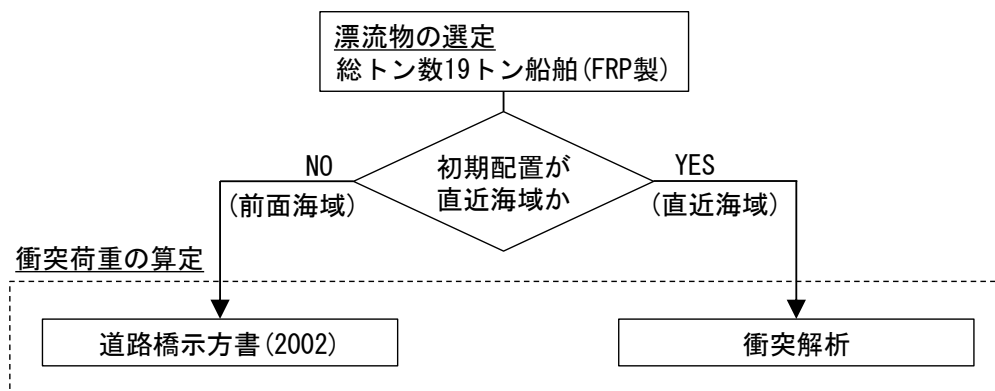 漂流物の選定
総トン数19トン船舶(FRP製)
初期配置が
直近海域か
NO
(前面海域)
YES
(直近海域)
衝突荷重の算定
道路橋示方書(2002)
衝突解析